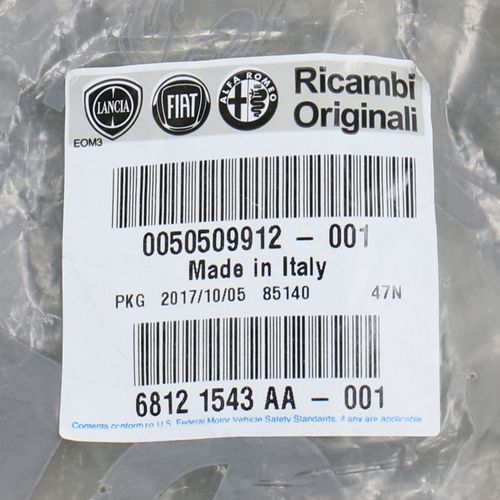 LANCIA FIAT ALFA ROMEO Ricambi
Originali
EOM3
0050509912 - 001
Made in Italy
PKG 2017/10/05 85140 47N
6812 1543 AA - 001
Contents conform to U.S. Federal Motor Vehicle Safety Standards, if any are applicable